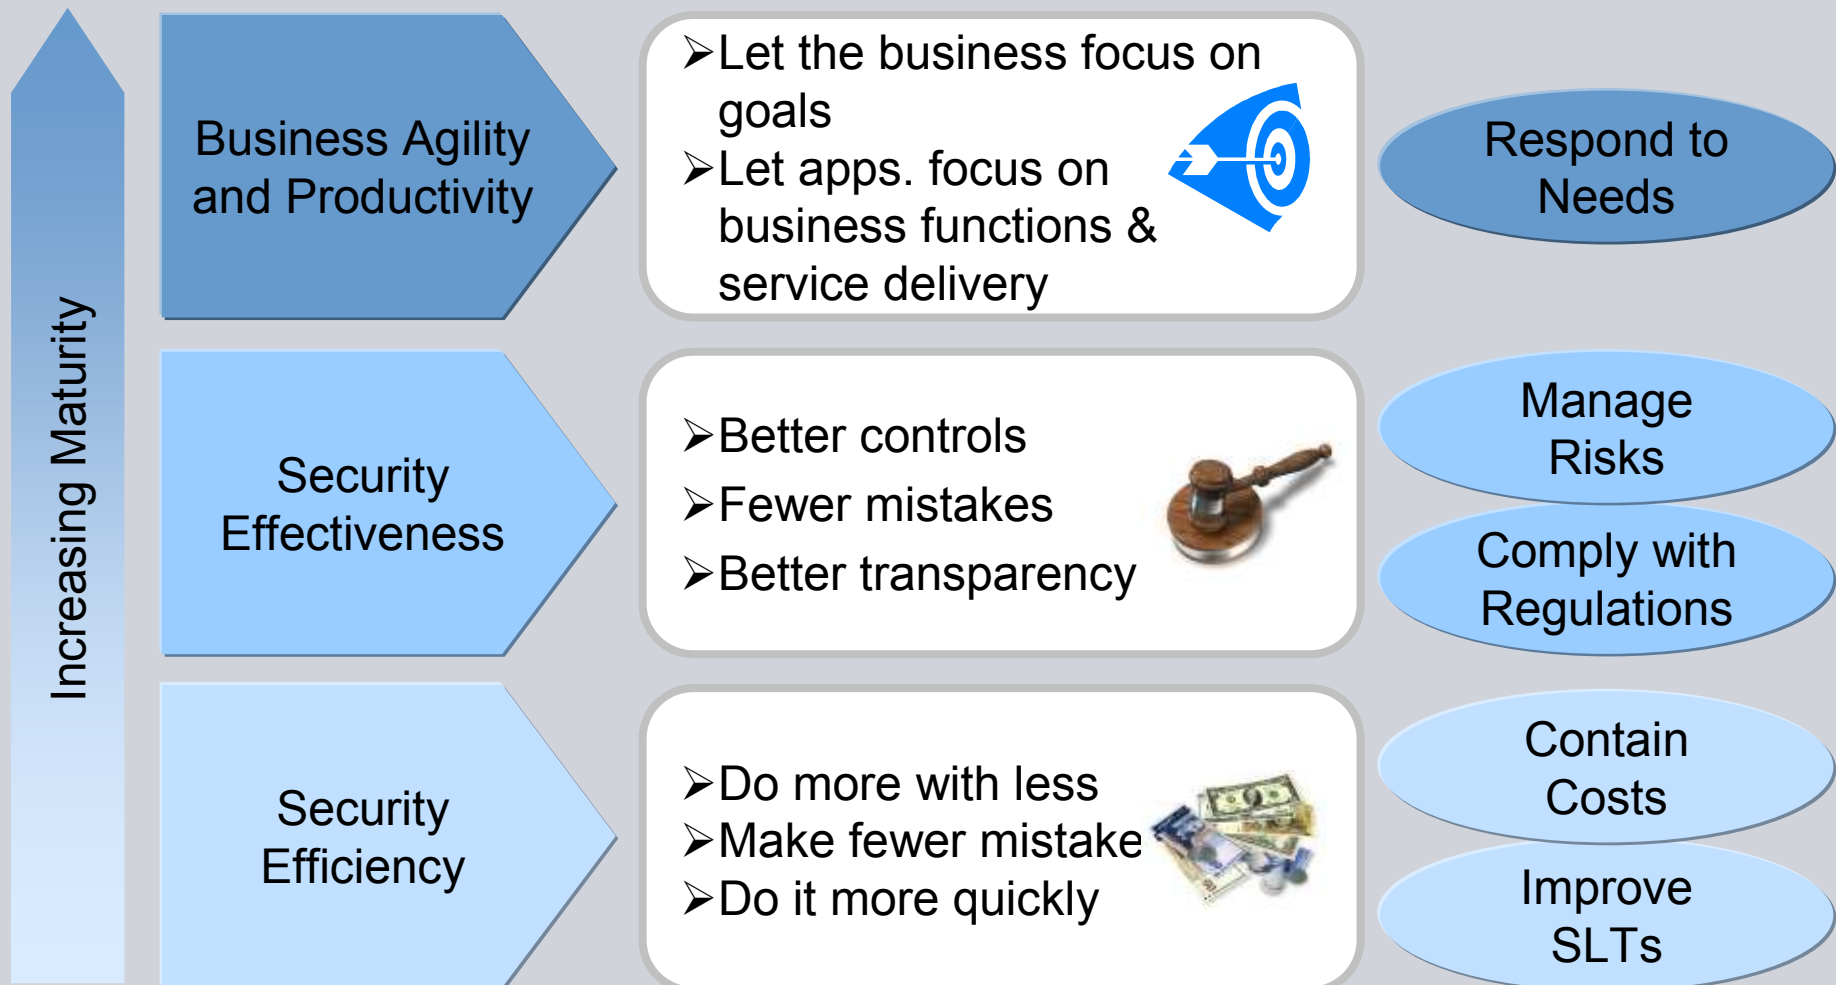 Increasing Maturity
Business Agility
and Productivity
➢Let the business focus on
goals
➢Let apps. focus on
business functions &
service delivery
Respond to
Needs
Security
Effectiveness
➢Better controls
➢Fewer mistakes
➢Better transparency
Manage
Risks
Comply with
Regulations
Security
Efficiency
➢Do more with less
➢Make fewer mistake
➢Do it more quickly
Contain
Costs
Improve
SLTs